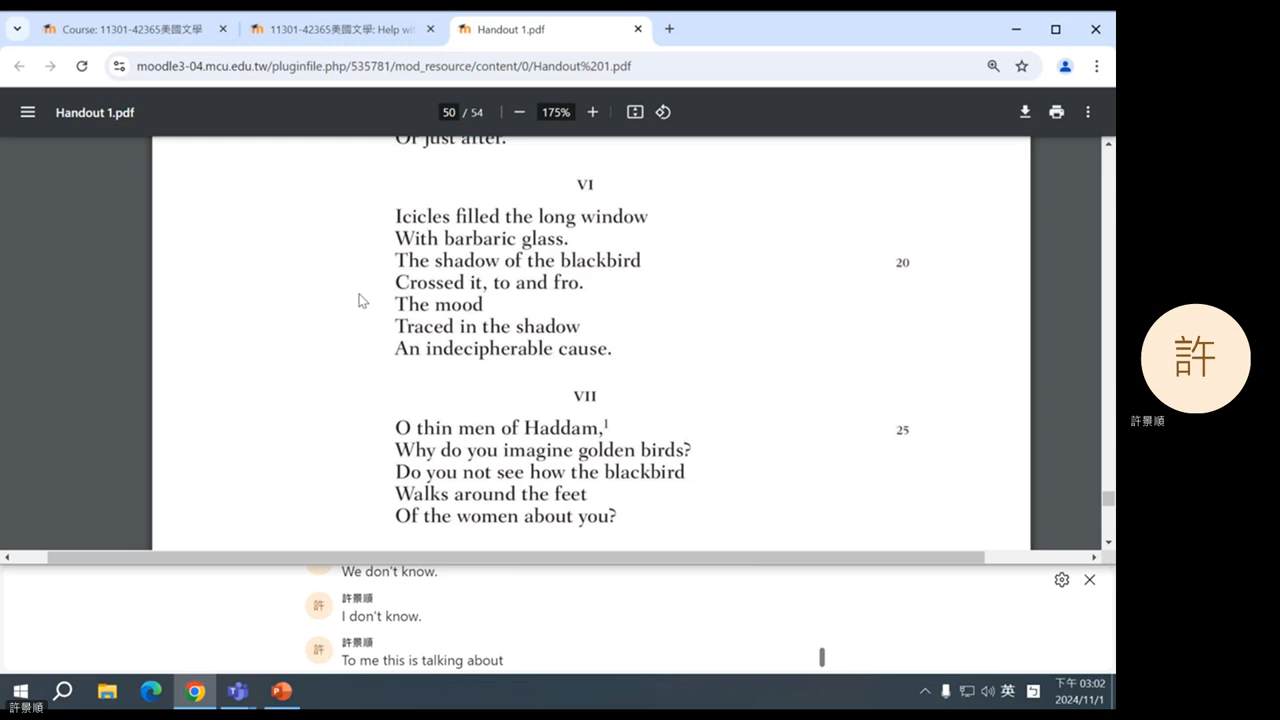 Course: 11301-42365美國文學
11301-42365美國文學: Help wi
Handout 1.pdf
moodle3-04.mcu.edu.tw/pluginfile.php/535781/mod_resource/content/0/Handout%201.pdf
Handout 1.pdf
50 / 54
175%
Or just after.
VI
Icicles filled the long window
With barbaric glass.
The shadow of the blackbird
20
Crossed it, to and fro.
The mood
Traced in the shadow
An indecipherable cause.
VII
O thin men of Haddam,¹
25
Why do you imagine golden birds?
Do you not see how the blackbird
Walks around the feet
Of the women about you?
許
許景順
We don't know.
許
許景順
I don't know.
許
許景順
To me this is talking about
英
ㄅ
下午 03:02
2024/11/1
許景順